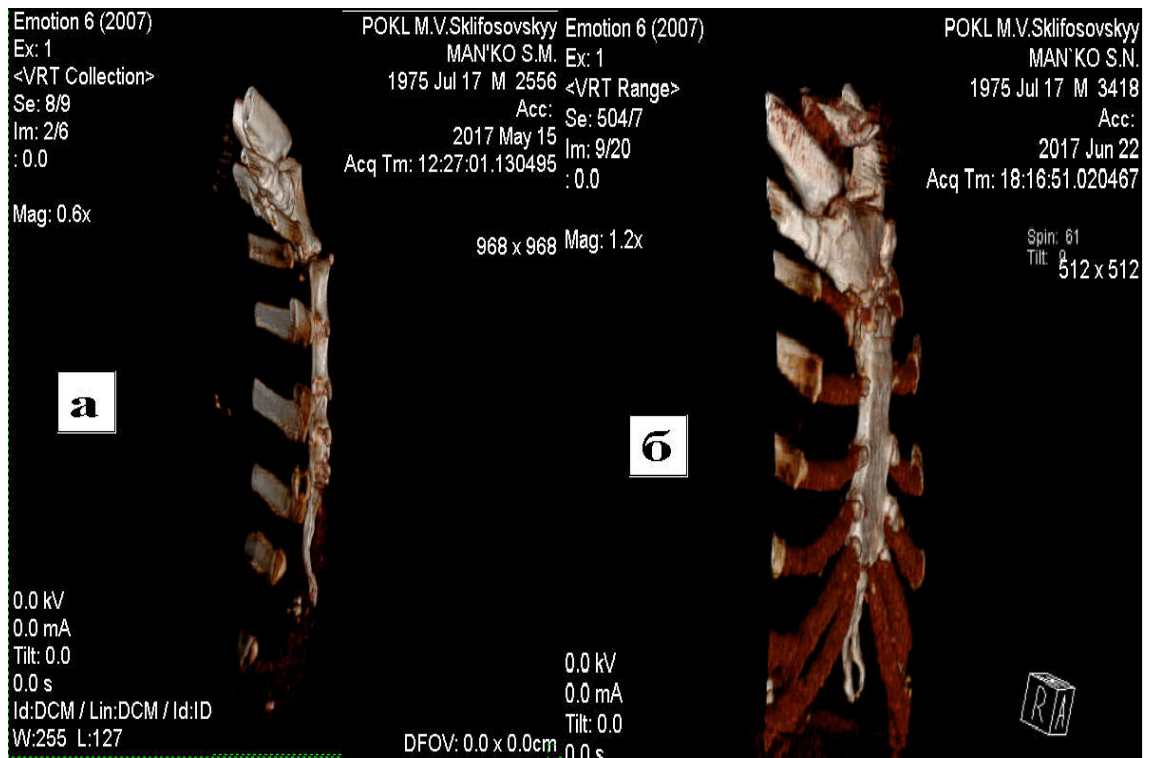 Emotion 6 (2007)
Ex: 1
<VRT Collection>
Se: 8/9
Im: 2/6
: 0.0
Mag: 0.6x
POKL M.V.Sklifosovskyy
MAN'KO S.M.
1975 Jul 17 M 2556
Acc:
2017 May 15
Acq Tm: 12:27:01.130495
968 x 968
а
0.0 kV
0.0 mA
Tilt: 0.0
0.0 s
Id:DCM / Lin:DCM / Id:ID
W:255 L:127
DFOV: 0.0 x 0.0cm
Emotion 6 (2007)
Ex: 1
<VRT Range>
Se: 504/7
Im: 9/20
: 0.0
Mag: 1.2x
POKL M.V.Sklifosovskyy
MAN`KO S.N.
1975 Jul 17 M 3418
Acc:
2017 Jun 22
Acq Tm: 18:16:51.020467
Spin: 61
Tilt: 0
512 x 512
б
0.0 kV
0.0 mA
Tilt: 0.0
0.0 s
R A